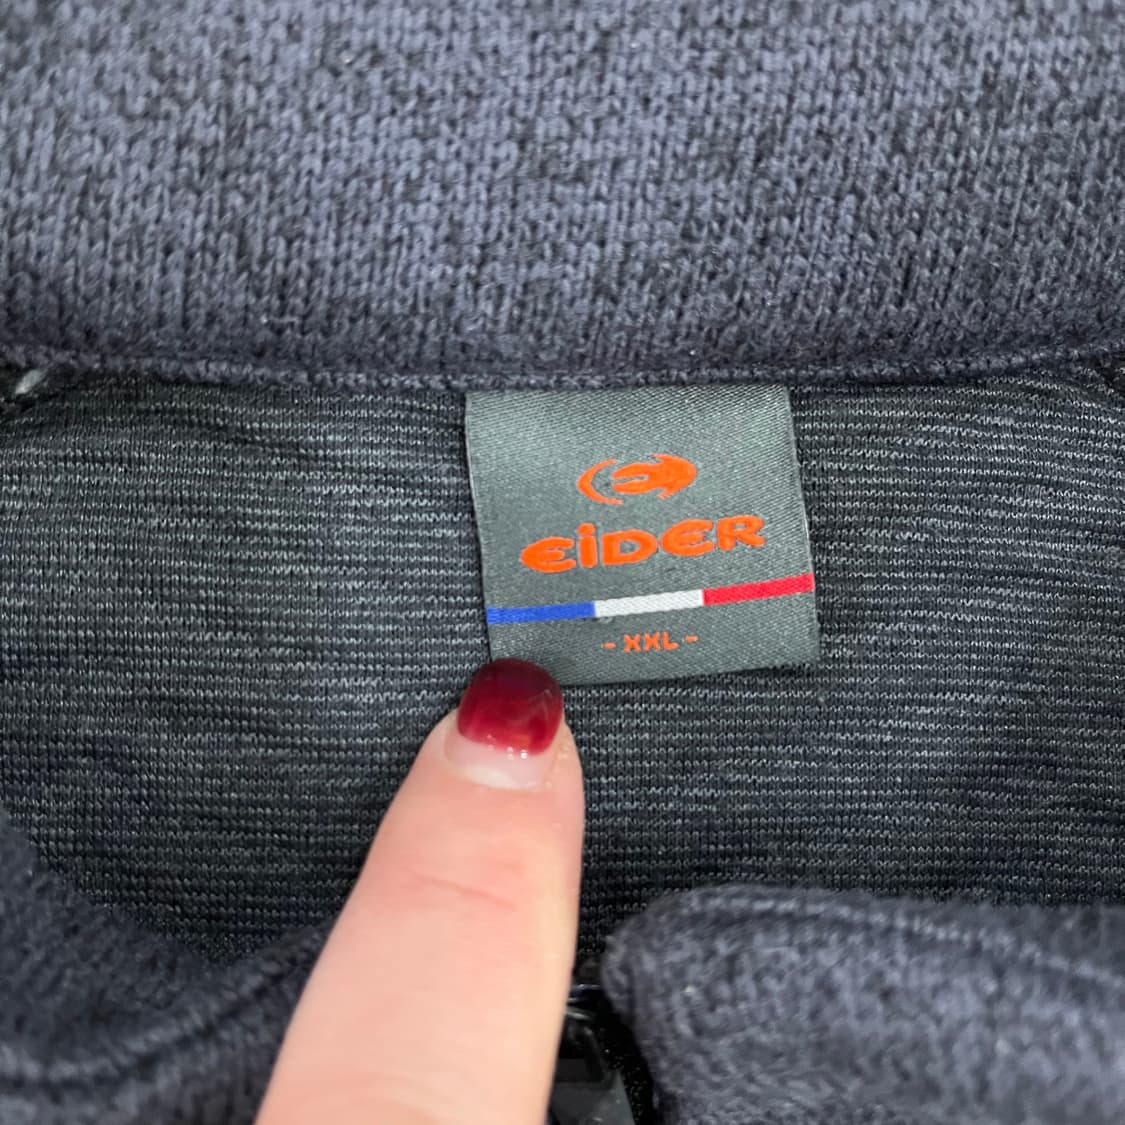 EiDER
- XXL -